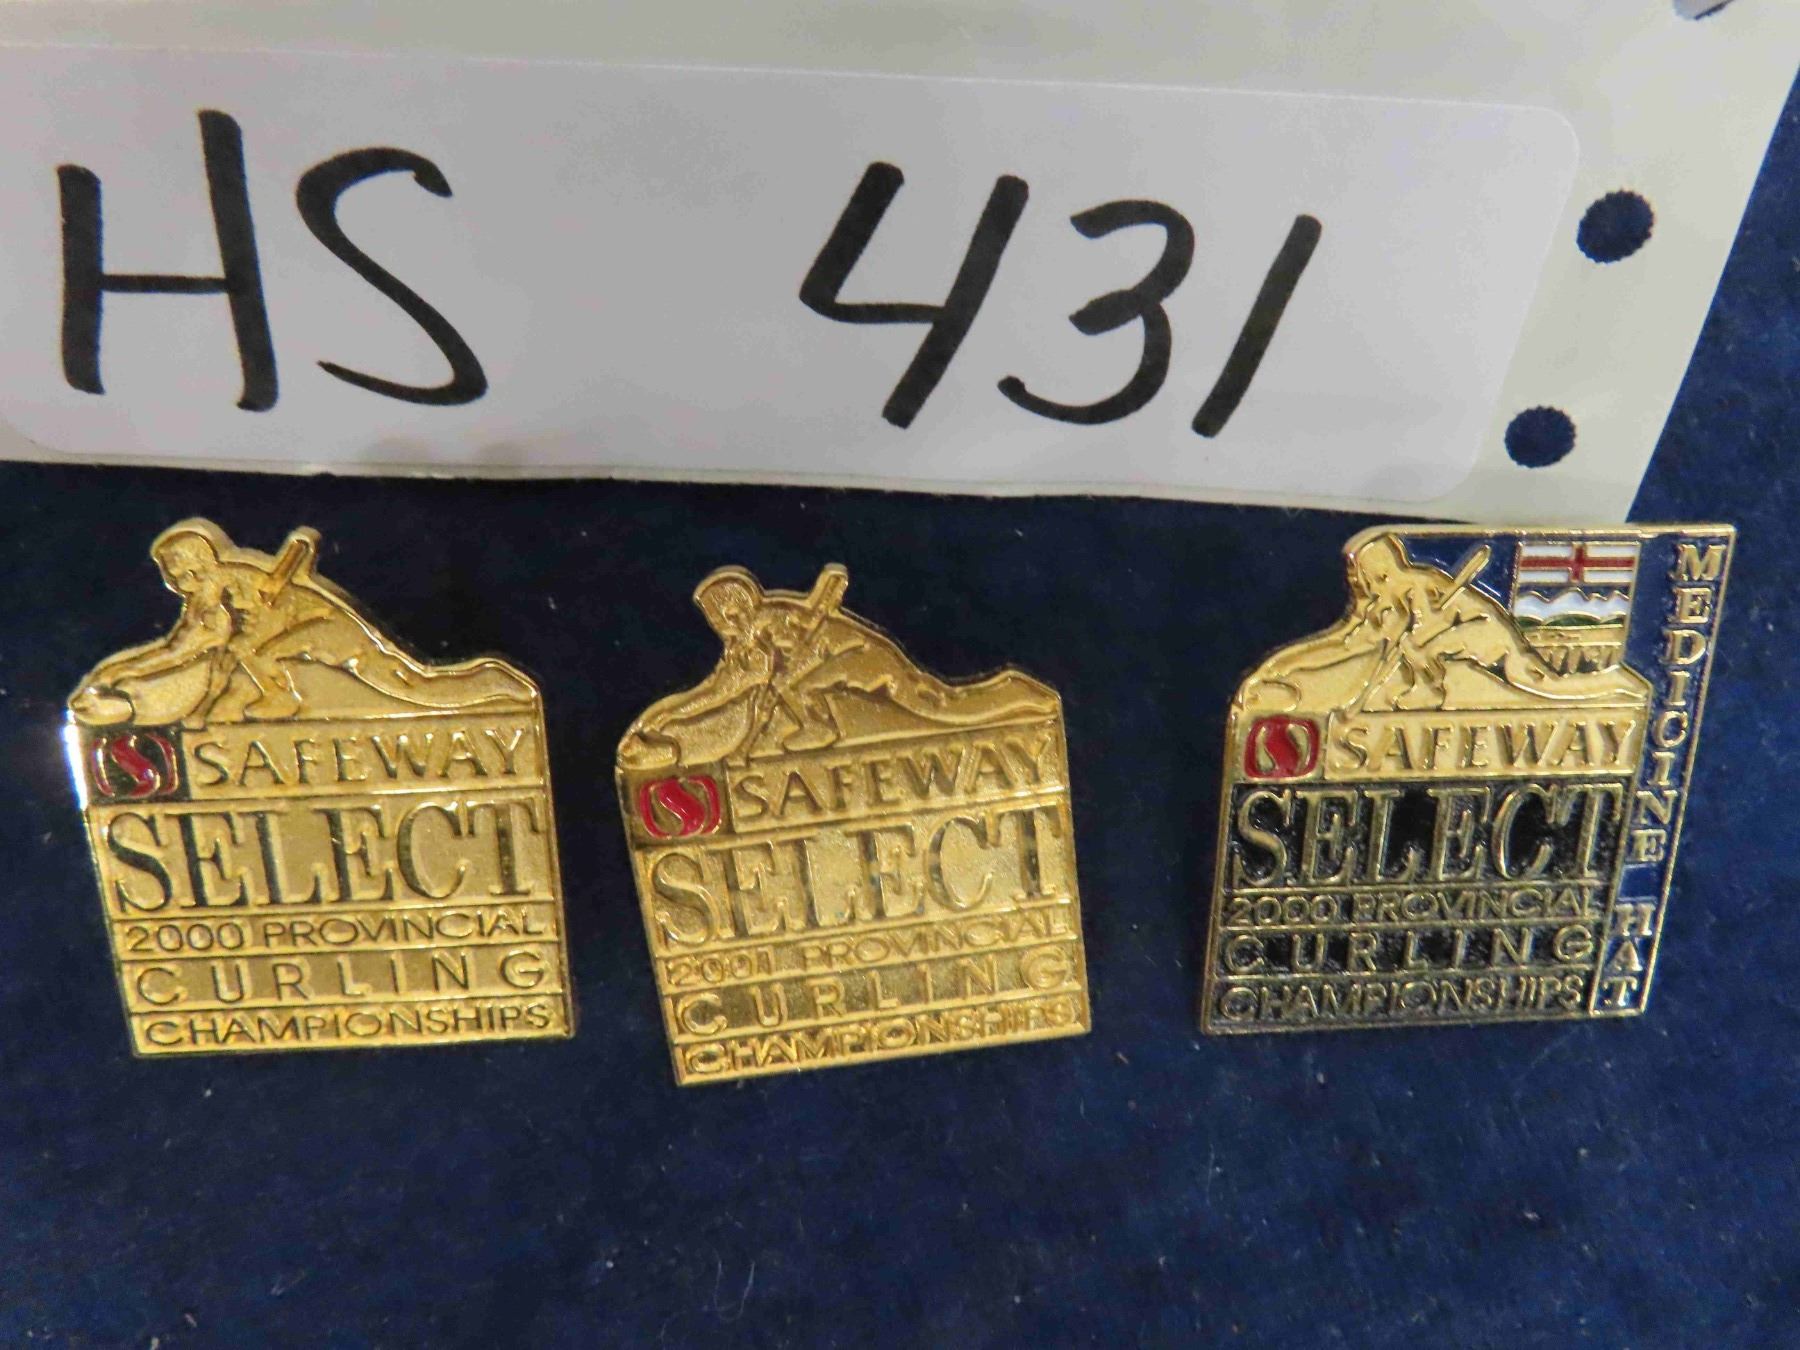 HS 431
SAFEWAY
SELECT
2000 PROVINCIAL
CURLING
CHAMPIONSHIPS
SAFEWAY
SELECT
2001 PROVINCIAL
CURLING
CHAMPIONSHIPS
SAFEWAY
SELECT
2000 PROVINCIAL
CURLING
CHAMPIONSHIPS
MEDICINE HAT